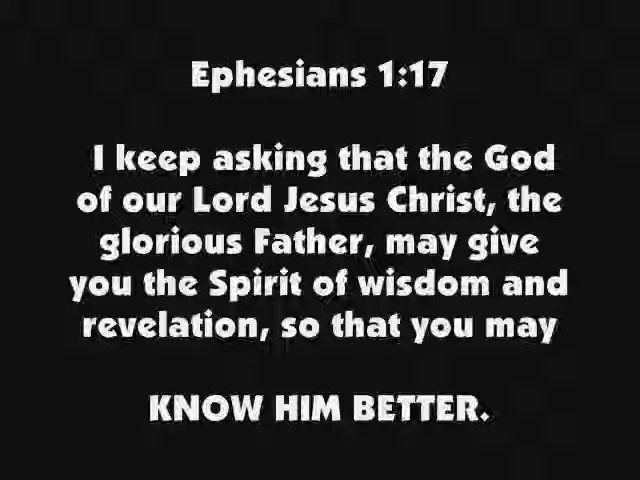 Ephesians 1:17
I keep asking that the God
of our Lord Jesus Christ, the
glorious Father, may give
you the Spirit of wisdom and
revelation, so that you may
KNOW HIM BETTER.